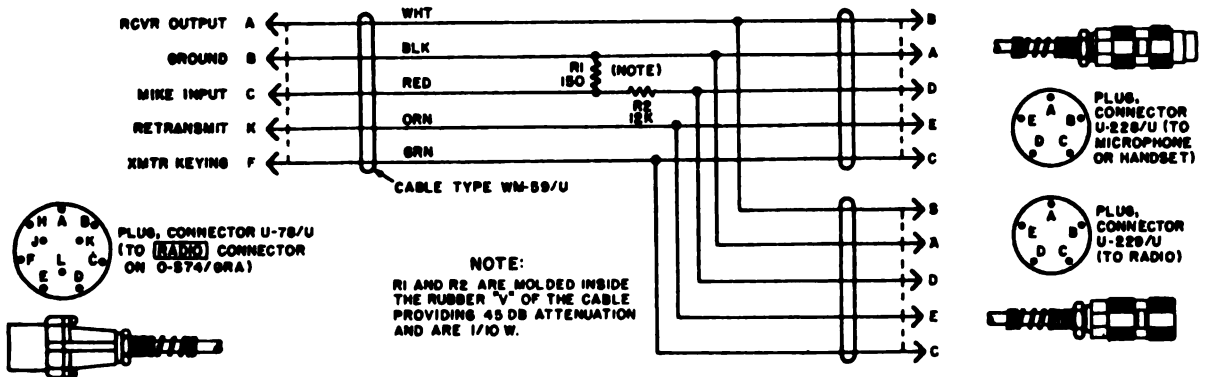 RCVR OUTPUT A WHT B
GROUND B BLK A
R1 150 (NOTE)
MIKE INPUT C RED D
R2 12K
RETRANSMIT K ORN E
XMTR KEYING F GRN C
CABLE TYPE WM-59/U
A
E B
D C
PLUG,
CONNECTOR
U-228/U (TO
MICROPHONE
OR HANDSET)
H A B
J K
F L C
E D
PLUG, CONNECTOR U-78/U
(TO RADIO CONNECTOR
ON O-574/GRA)
NOTE:
R1 AND R2 ARE MOLDED INSIDE
THE RUBBER "V" OF THE CABLE
PROVIDING 45 DB ATTENUATION
AND ARE 1/10 W.
A
D
E
C
A
E B
D C
PLUG,
CONNECTOR
U-229/U
(TO RADIO)